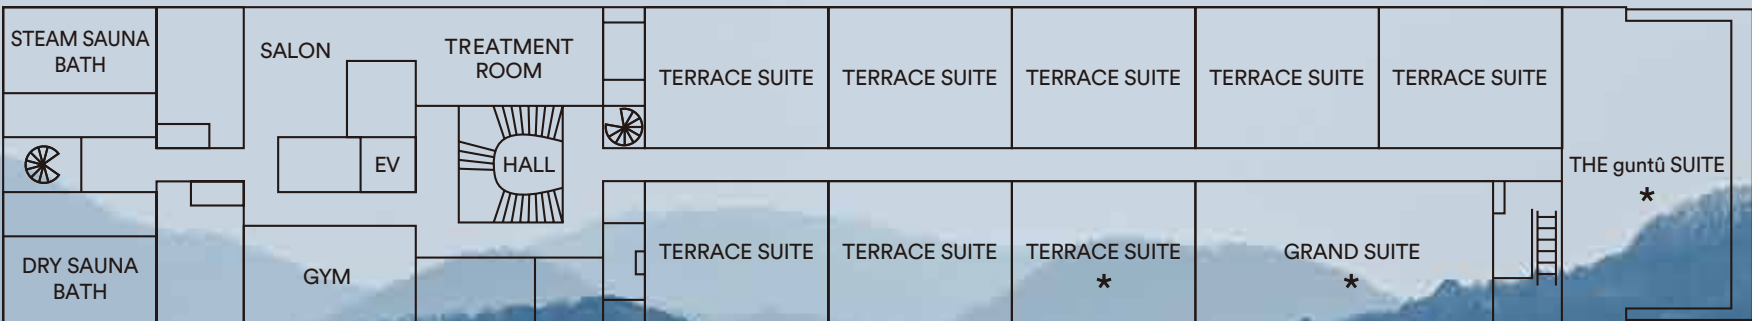 STEAM SAUNA
BATH
SALON
TREATMENT
ROOM
TERRACE SUITE
TERRACE SUITE
TERRACE SUITE
TERRACE SUITE
TERRACE SUITE
EV
HALL
THE guntû SUITE
*
DRY SAUNA
BATH
GYM
TERRACE SUITE
TERRACE SUITE
TERRACE SUITE
*
GRAND SUITE
*